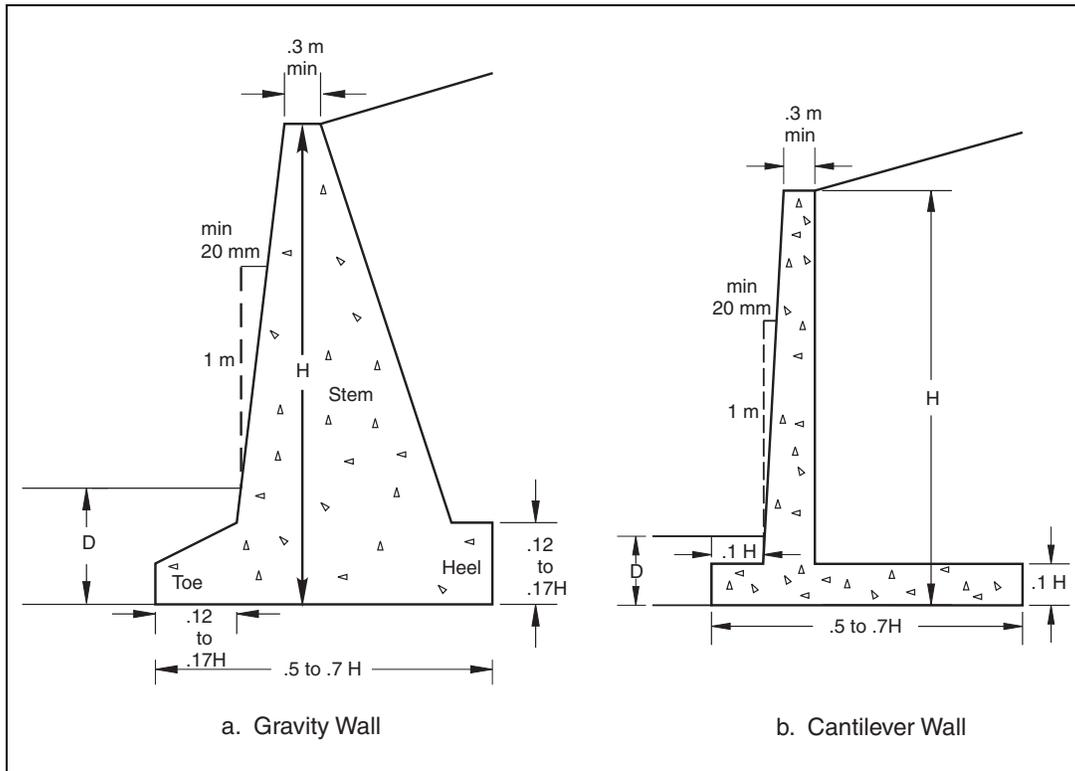 .3 m
min
min
20 mm
1 m
H
Stem
D
Toe
Heel
.12
to
.17H
.12
to
.17H
.5 to .7 H
a. Gravity Wall
.3 m
min
min
20 mm
1 m
H
D
.1 H
.1 H
.5 to .7H
b. Cantilever Wall